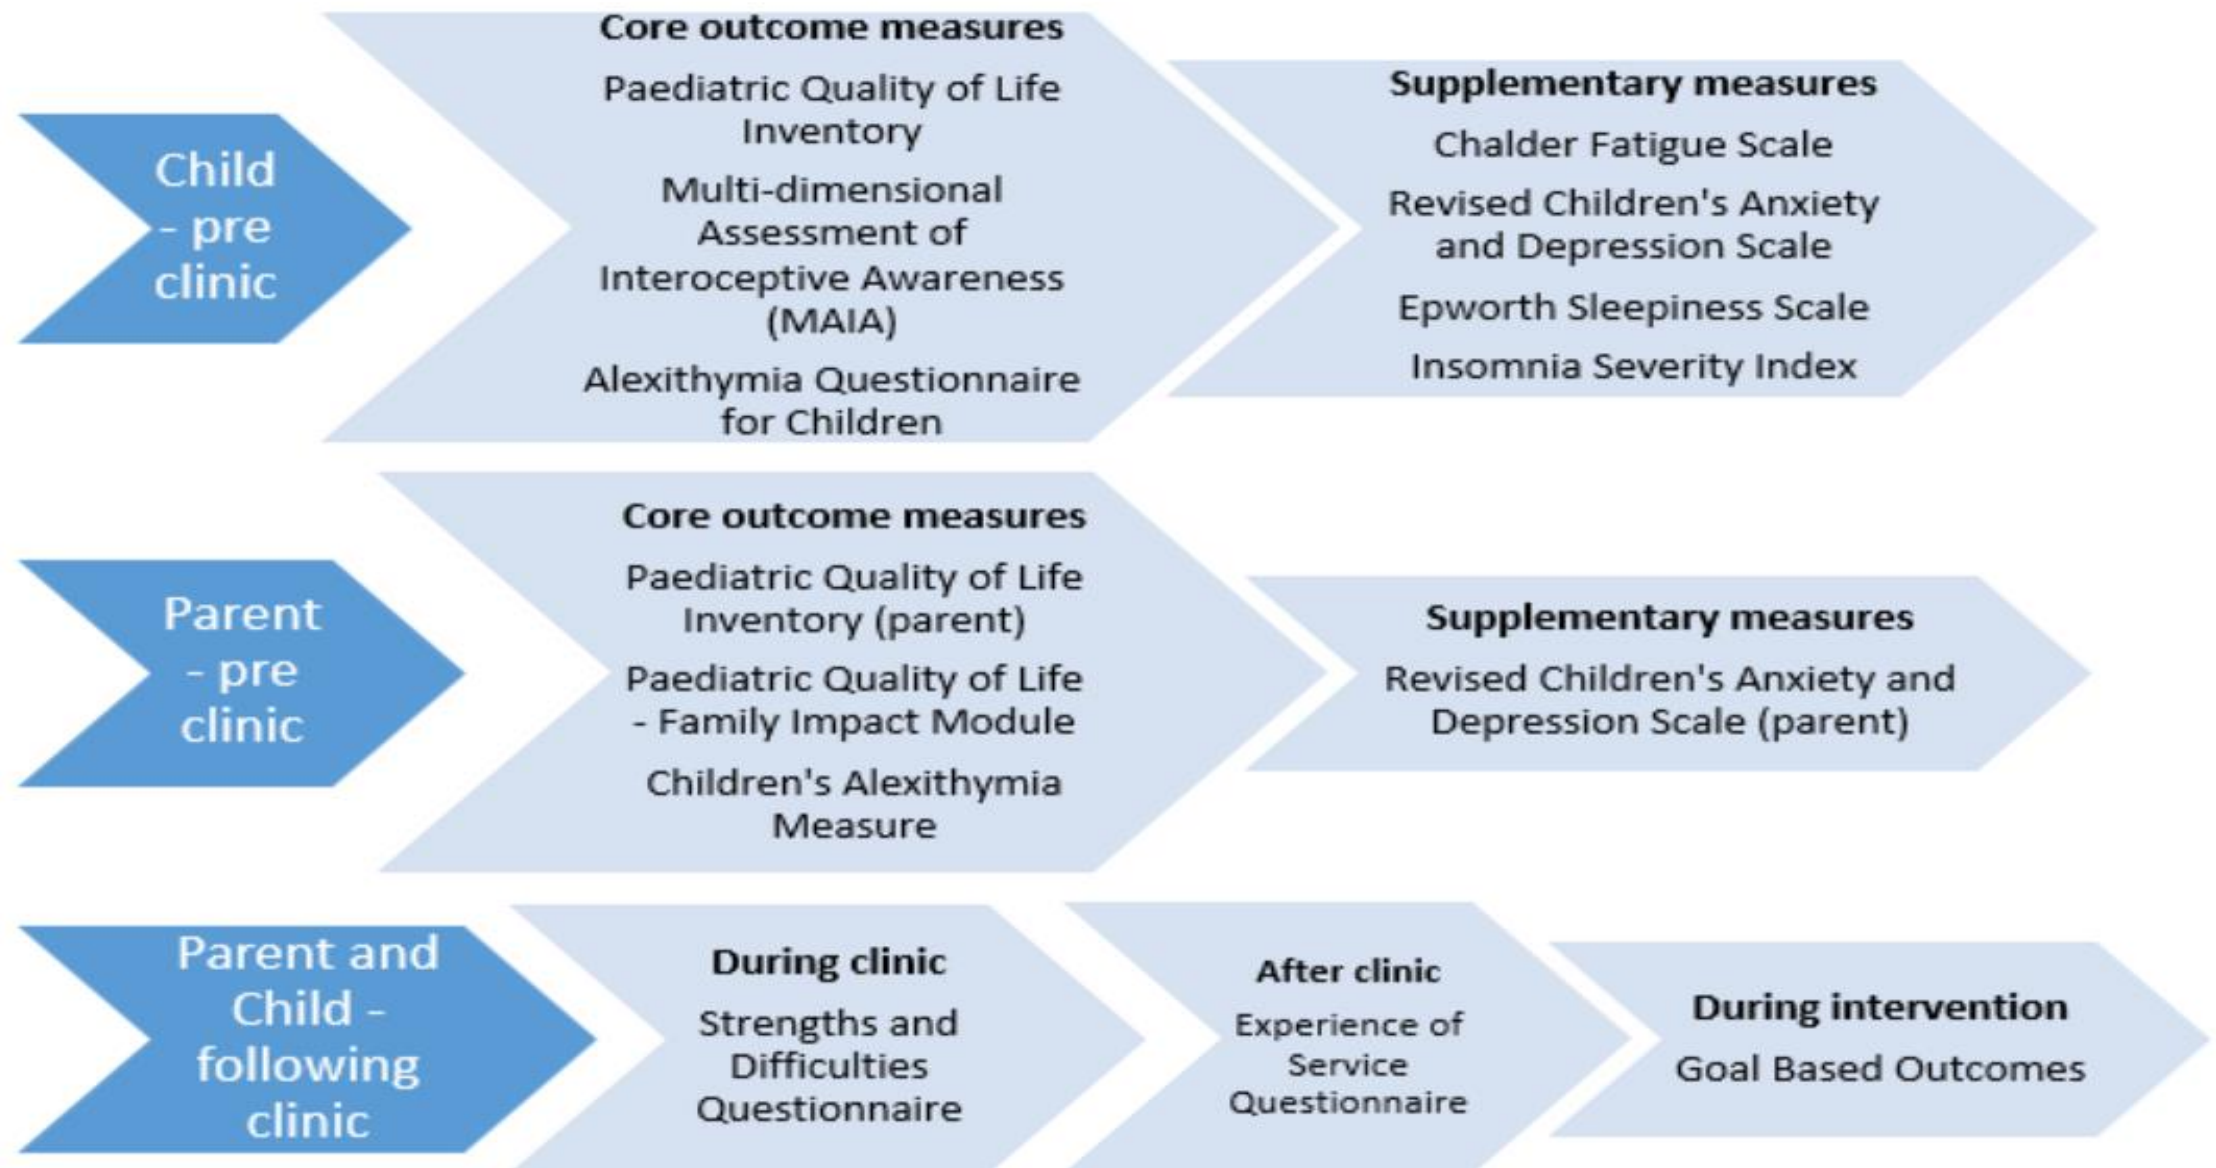 Child
- pre
clinic
Core outcome measures
Paediatric Quality of Life
Inventory
Multi-dimensional
Assessment of
Interoceptive Awareness
(MAIA)
Alexithymia Questionnaire
for Children
Supplementary measures
Chalder Fatigue Scale
Revised Children's Anxiety
and Depression Scale
Epworth Sleepiness Scale
Insomnia Severity Index
Parent
- pre
clinic
Core outcome measures
Paediatric Quality of Life
Inventory (parent)
Paediatric Quality of Life
- Family Impact Module
Children's Alexithymia
Measure
Supplementary measures
Revised Children's Anxiety and
Depression Scale (parent)
Parent and
Child -
following
clinic
During clinic
Strengths and
Difficulties
Questionnaire
After clinic
Experience of
Service
Questionnaire
During intervention
Goal Based Outcomes